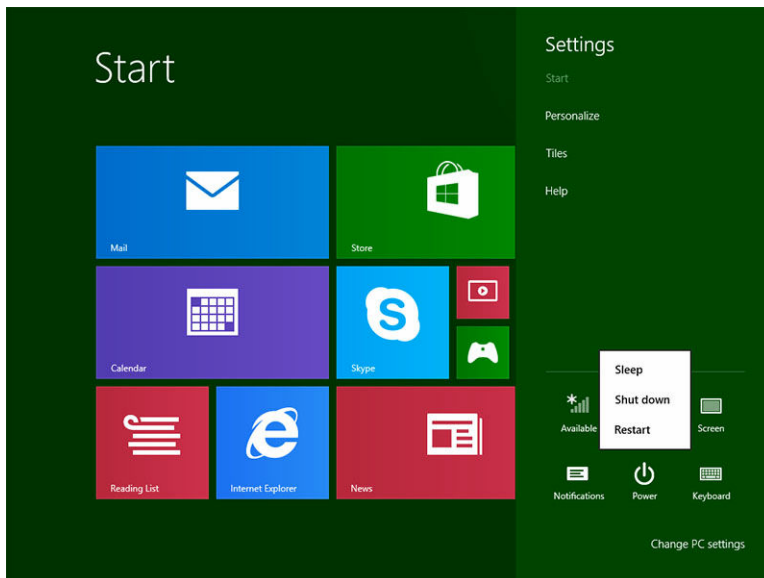 Start
Mail
Store
Calendar
Skype
Reading List
Internet Explorer
News
Settings
Start
Personalize
Tiles
Help
Sleep
Shut down
Restart
Available
Screen
Notifications
Power
Keyboard
Change PC settings